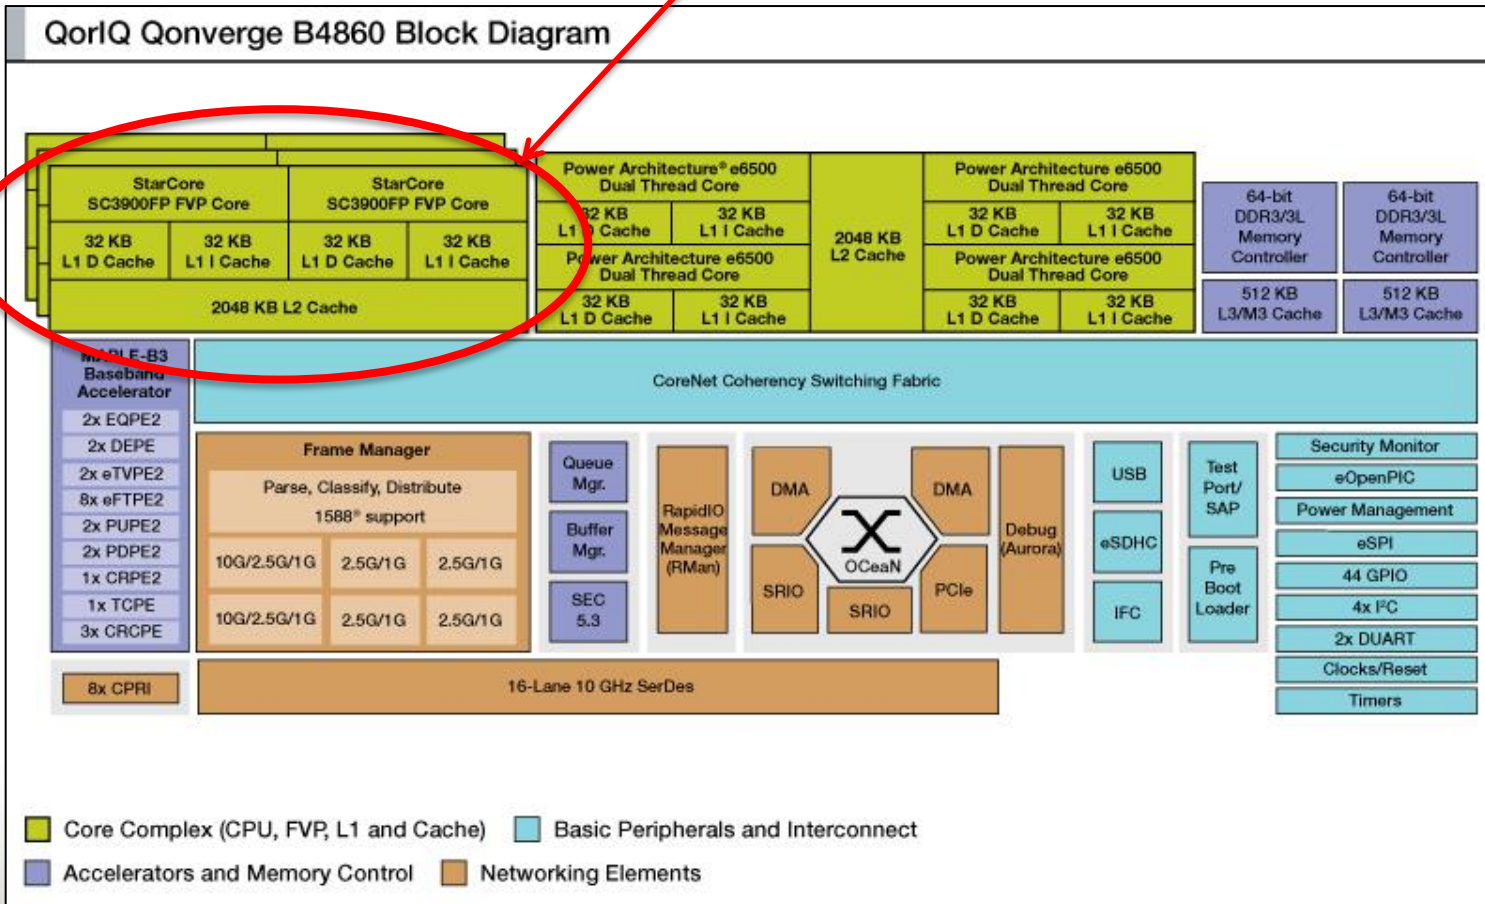 QorIQ Qonverge B4860 Block Diagram
StarCore
SC3900FP FVP Core
StarCore
SC3900FP FVP Core
32 KB
L1 D Cache
32 KB
L1 I Cache
32 KB
L1 D Cache
32 KB
L1 I Cache
2048 KB L2 Cache
Power Architecture® e6500
Dual Thread Core
32 KB
L1 D Cache
32 KB
L1 I Cache
Power Architecture e6500
Dual Thread Core
32 KB
L1 D Cache
32 KB
L1 I Cache
2048 KB
L2 Cache
Power Architecture e6500
Dual Thread Core
32 KB
L1 D Cache
32 KB
L1 I Cache
Power Architecture e6500
Dual Thread Core
32 KB
L1 D Cache
32 KB
L1 I Cache
64-bit
DDR3/3L
Memory
Controller
64-bit
DDR3/3L
Memory
Controller
512 KB
L3/M3 Cache
512 KB
L3/M3 Cache
MAPLE-B3
Baseband
Accelerator
2x EQPE2
2x DEPE
2x eTVPE2
8x eFTPE2
2x PUPE2
2x PDPE2
1x CRPE2
1x TCPE
3x CRCPE
8x CPRI
CoreNet Coherency Switching Fabric
Frame Manager
Parse, Classify, Distribute
1588® support
10G/2.5G/1G
2.5G/1G
2.5G/1G
10G/2.5G/1G
2.5G/1G
2.5G/1G
Queue
Mgr.
Buffer
Mgr.
SEC
5.3
RapidIO
Message
Manager
(RMan)
DMA
DMA
OCeaN
SRIO
SRIO
PCIe
Debug
(Aurora)
USB
eSDHC
IFC
Test
Port/
SAP
Pre
Boot
Loader
Security Monitor
eOpenPIC
Power Management
eSPI
44 GPIO
4x I²C
2x DUART
Clocks/Reset
Timers
16-Lane 10 GHz SerDes
Core Complex (CPU, FVP, L1 and Cache)
Basic Peripherals and Interconnect
Accelerators and Memory Control
Networking Elements